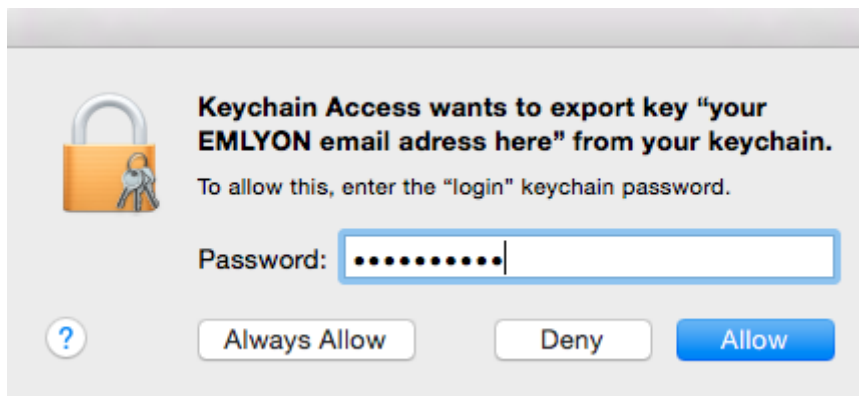 Keychain Access wants to export key “your
EMLYON email adress here” from your keychain.
To allow this, enter the “login” keychain password.
Password: ••••••••••
? Always Allow Deny Allow